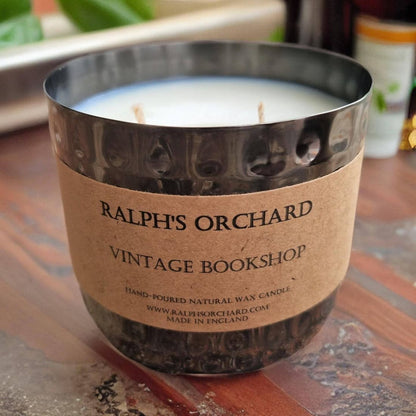 RALPH'S ORCHARD
VINTAGE BOOKSHOP
HAND-POURED NATURAL WAX CANDLE
WWW.RALPHSORCHARD.COM
MADE IN ENGLAND